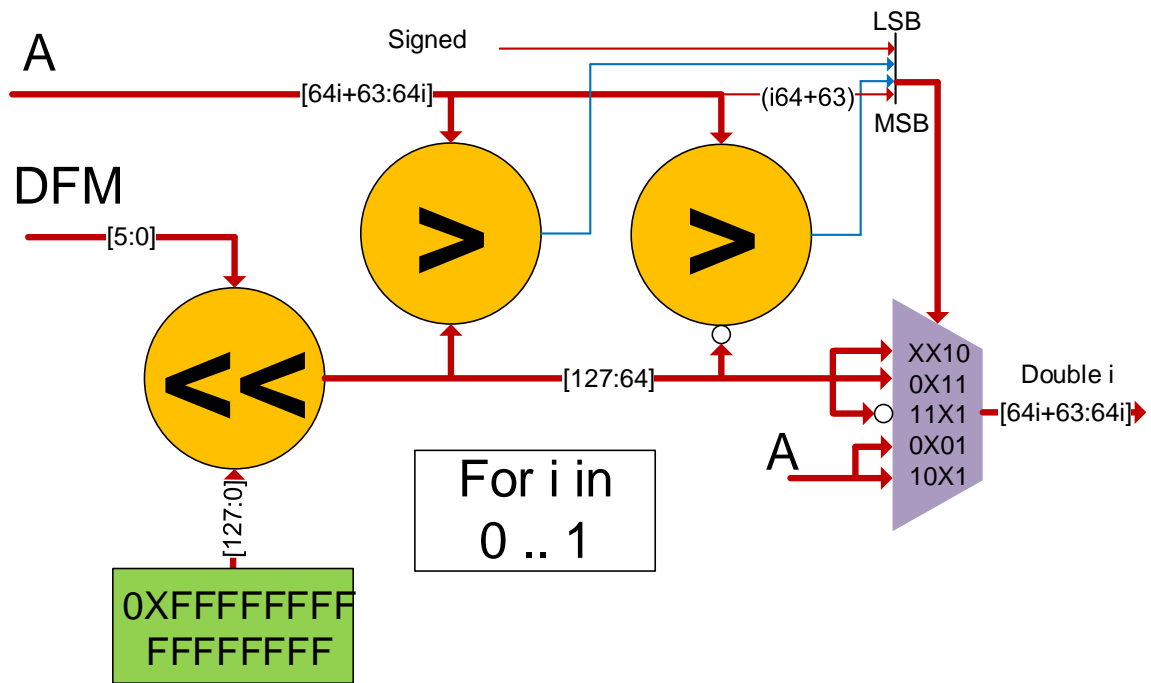 LSB
Signed
A
[64i+63:64i]
(i64+63)
MSB
DFM
[5:0]
>
>
<<
[127:64]
XX10
0X11
11X1
0X01
10X1
Double i
[64i+63:64i]
A
For i in
0 .. 1
[127:0]
0XFFFFFFFF
FFFFFFFF